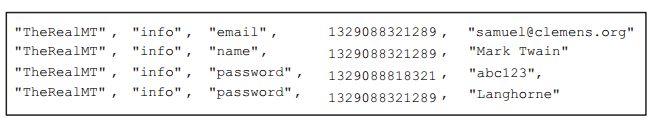 "TheRealMT", "info", "email", 1329088321289, "samuel@clemens.org"
"TheRealMT", "info", "name", 1329088321289, "Mark Twain"
"TheRealMT", "info", "password", 1329088818321, "abc123",
"TheRealMT", "info", "password", 1329088321289, "Langhorne"